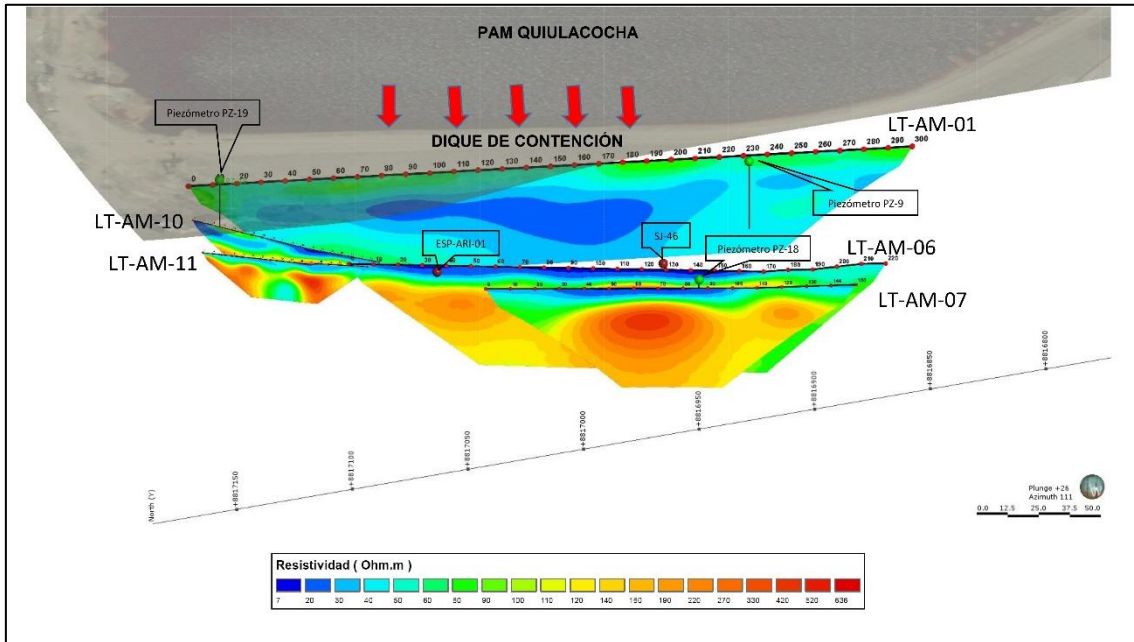 PAM QUIULACOCHA
Piezómetro PZ-19
DIQUE DE CONTENCIÓN
LT-AM-01
0 20 30 40 50 60 70 80 90 100 110 120 130 140 150 160 170 180 190 200 210 220 230 240 250 260 270 280 290 300
Piezómetro PZ-9
LT-AM-10
ESP-ARI-01
SJ-46
Piezómetro PZ-18
LT-AM-06
LT-AM-11
LT-AM-07
North (Y)
+8817150
+8817100
+8817050
+8817000
+8816950
+8816900
+8816850
+8816800
Plunge +26
Azimuth 111
0.0 12.5 25.0 37.5 50.0
Resistividad ( Ohm.m )
7 20 30 40 50 60 80 90 100 110 120 140 150 190 220 270 330 420 520 636